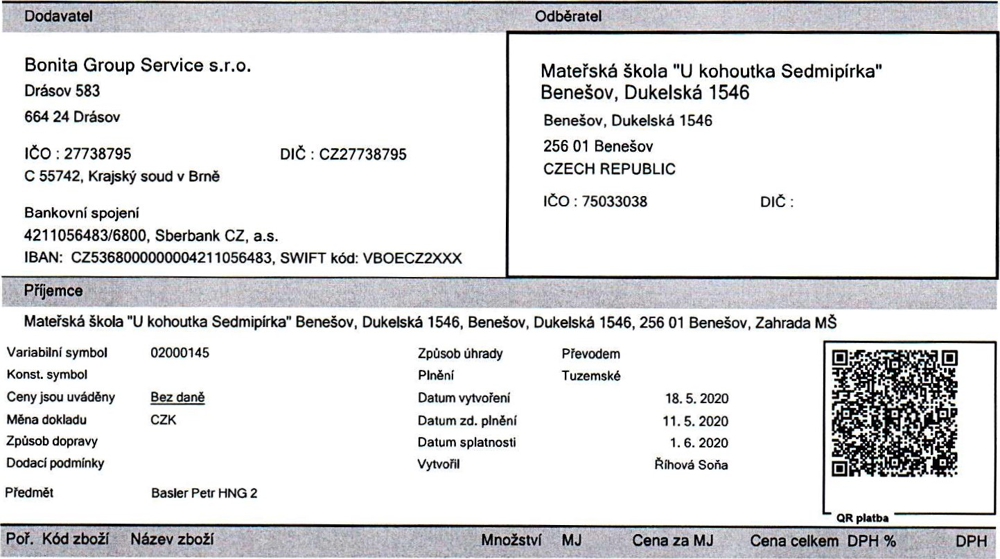 Dodavatel
Odběratel
Bonita Group Service s.r.o.
Drásov 583
664 24 Drásov
IČO : 27738795 DIČ : CZ27738795
C 55742, Krajský soud v Brně
Bankovní spojení
4211056483/6800, Sberbank CZ, a.s.
IBAN: CZ5368000000004211056483, SWIFT kód: VBOECZ2XXX
Mateřská škola "U kohoutka Sedmipírka"
Benešov, Dukelská 1546
Benešov, Dukelská 1546
256 01 Benešov
CZECH REPUBLIC
IČO : 75033038 DIČ :
Příjemce
Mateřská škola "U kohoutka Sedmipírka" Benešov, Dukelská 1546, Benešov, Dukelská 1546, 256 01 Benešov, Zahrada MŠ
Variabilní symbol 02000145
Konst. symbol
Ceny jsou uváděny Bez daně
Měna dokladu CZK
Způsob dopravy
Dodací podmínky
Předmět Basler Petr HNG 2
Způsob úhrady Převodem
Plnění Tuzemské
Datum vytvoření 18. 5. 2020
Datum zd. plnění 11. 5. 2020
Datum splatnosti 1. 6. 2020
Vytvořil Říhová Soňa
QR platba
Poř. Kód zboží Název zboží Množství MJ Cena za MJ Cena celkem DPH % DPH